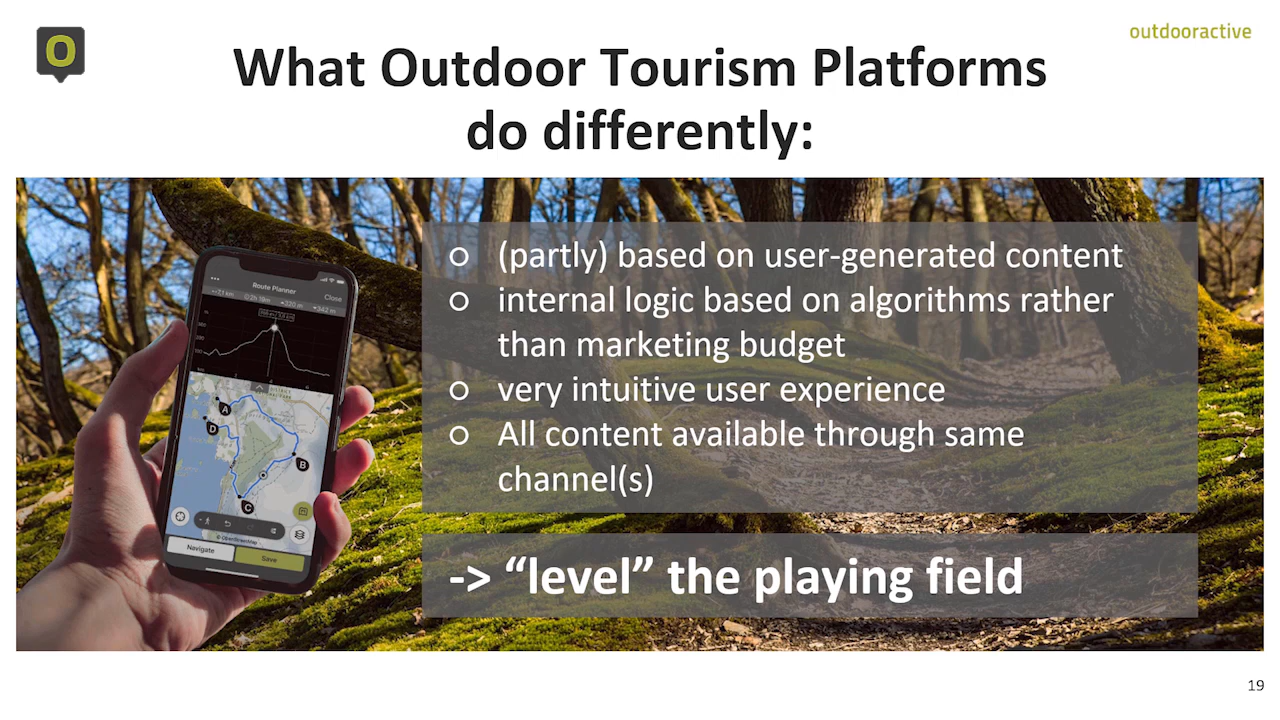 O
outdooractive
What Outdoor Tourism Platforms
do differently:
○ (partly) based on user-generated content
○ internal logic based on algorithms rather
than marketing budget
○ very intuitive user experience
○ All content available through same
channel(s)
-> “level” the playing field
Route Planner
Close
A
D
B
C
© OpenStreetMap
Navigate
Save
19